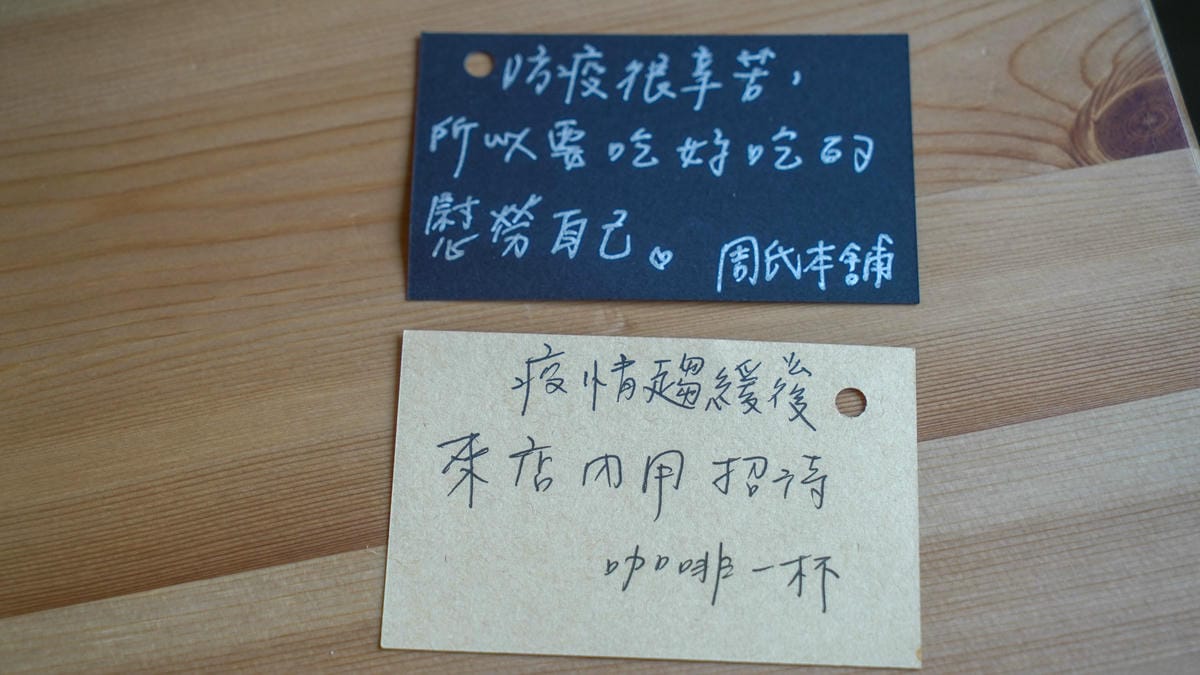 防疫很辛苦，
所以要吃好吃的
慰勞自己。
周氏本舖
疫情趨緩後
來店內用招待
咖啡一杯